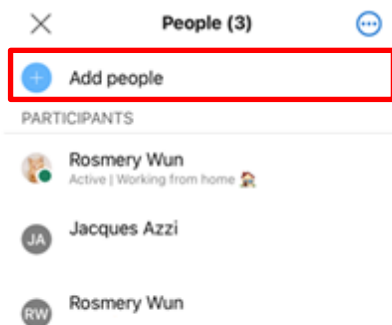 People (3)
Add people
PARTICIPANTS
Rosmery Wun
Active | Working from home 🏠
JA
Jacques Azzi
RW
Rosmery Wun